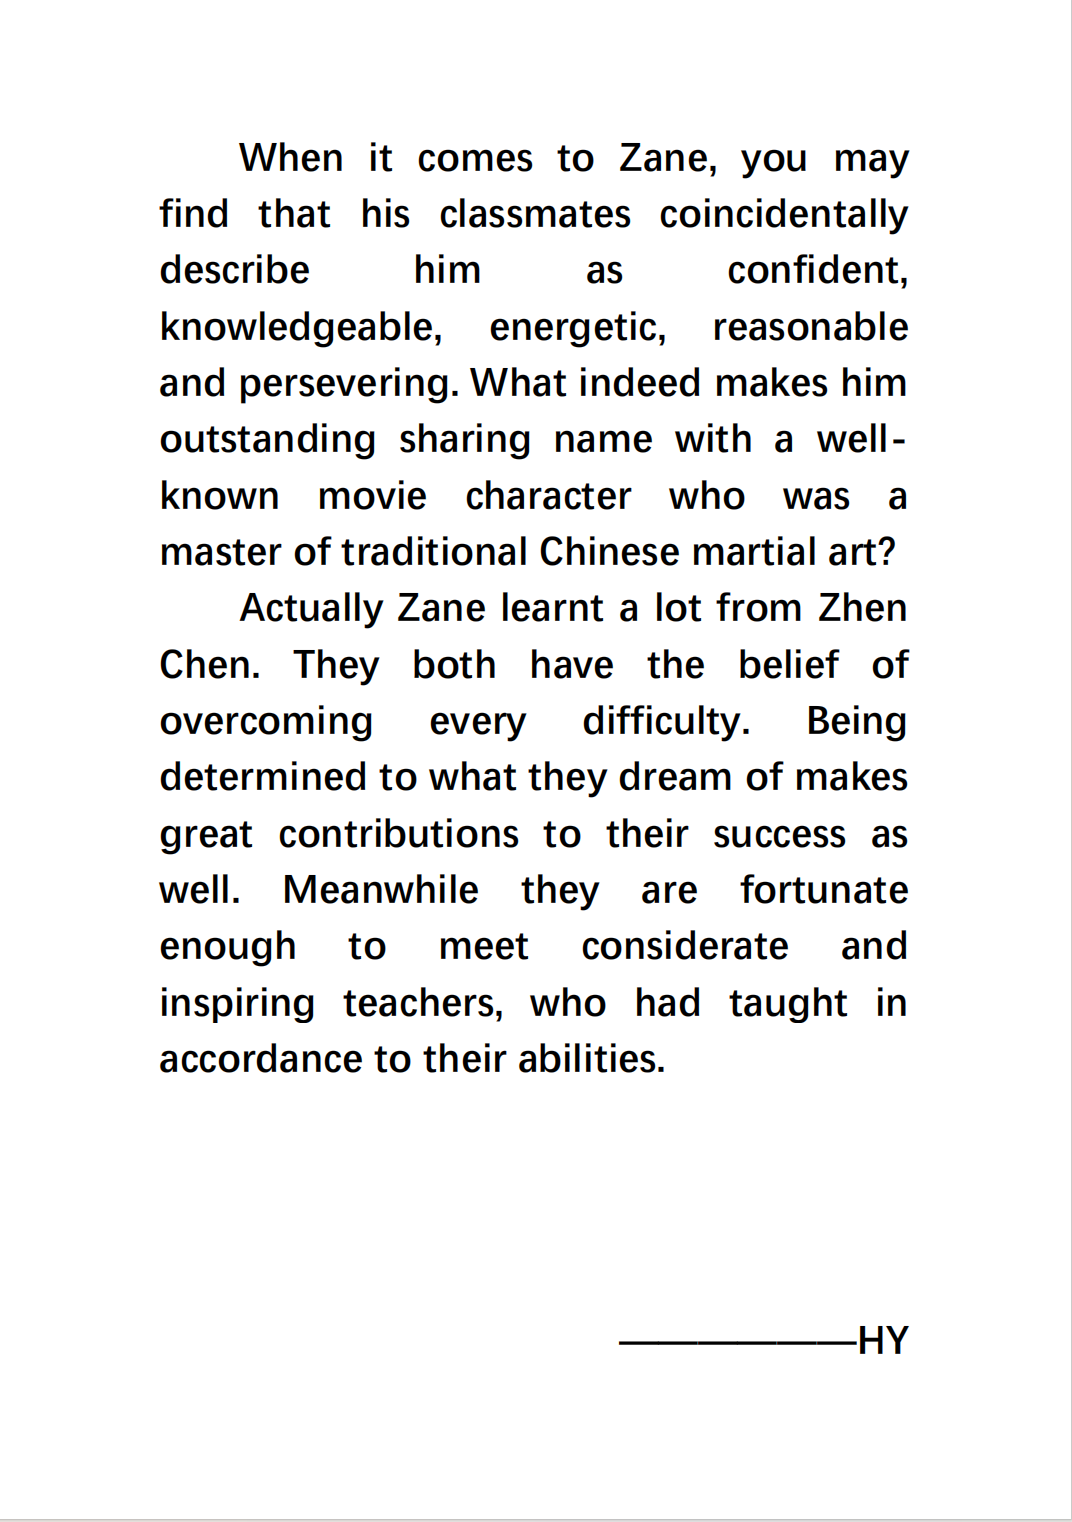 When it comes to Zane, you may
find that his classmates coincidentally
describe him as confident,
knowledgeable, energetic, reasonable
and persevering. What indeed makes him
outstanding sharing name with a well-
known movie character who was a
master of traditional Chinese martial art?
Actually Zane learnt a lot from Zhen
Chen. They both have the belief of
overcoming every difficulty. Being
determined to what they dream of makes
great contributions to their success as
well. Meanwhile they are fortunate
enough to meet considerate and
inspiring teachers, who had taught in
accordance to their abilities.
——————HY